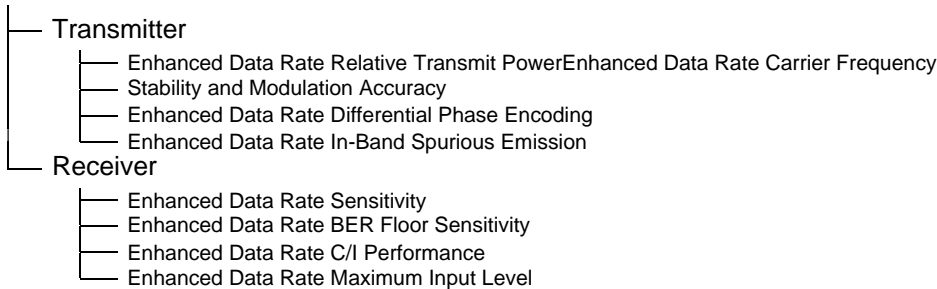 Transmitter
Enhanced Data Rate Relative Transmit PowerEnhanced Data Rate Carrier Frequency
Stability and Modulation Accuracy
Enhanced Data Rate Differential Phase Encoding
Enhanced Data Rate In-Band Spurious Emission
Receiver
Enhanced Data Rate Sensitivity
Enhanced Data Rate BER Floor Sensitivity
Enhanced Data Rate C/I Performance
Enhanced Data Rate Maximum Input Level